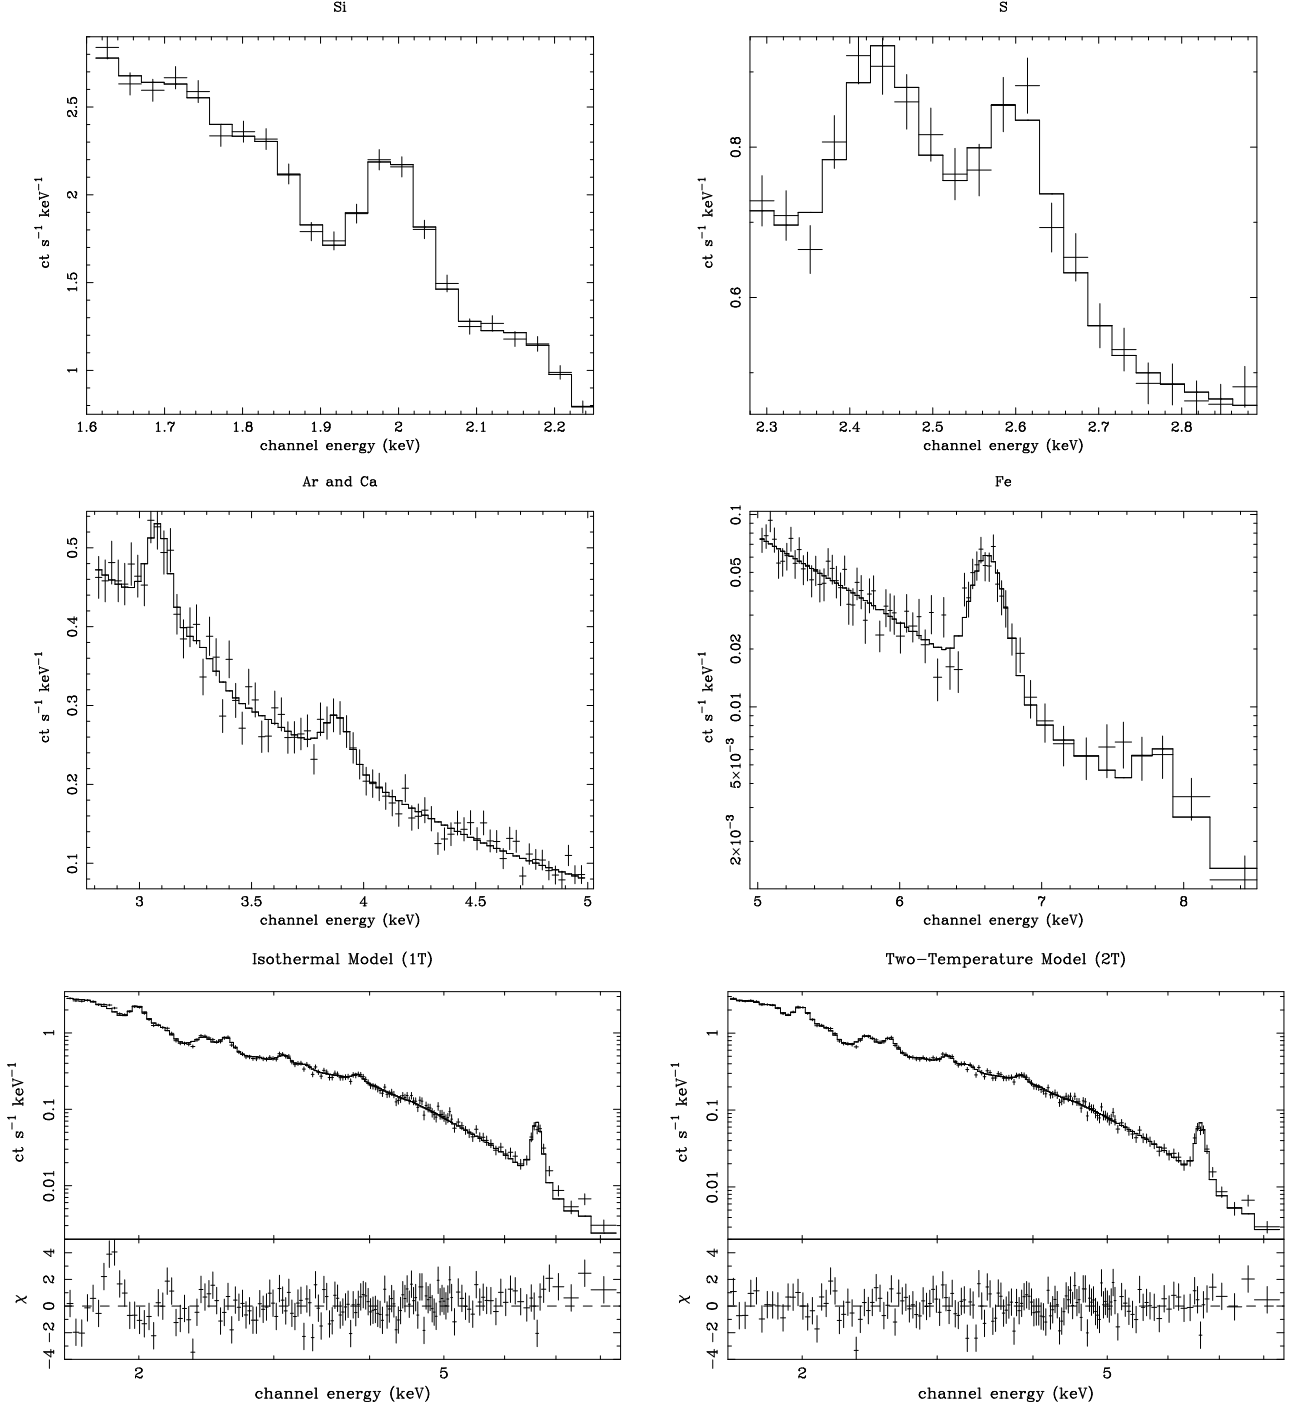 Si
2.5
2
1.5
1
ct s⁻¹ keV⁻¹
1.6 1.7 1.8 1.9 2 2.1 2.2
channel energy (keV)
S
0.8
0.6
ct s⁻¹ keV⁻¹
2.3 2.4 2.5 2.6 2.7 2.8
channel energy (keV)
Ar and Ca
0.5
0.4
0.3
0.2
0.1
ct s⁻¹ keV⁻¹
3 3.5 4 4.5 5
channel energy (keV)
Fe
0.1
0.05
0.02
0.01
5×10⁻³
2×10⁻³
ct s⁻¹ keV⁻¹
5 6 7 8
channel energy (keV)
Isothermal Model (1T)
1
0.1
0.01
ct s⁻¹ keV⁻¹
4
2
0
−2
−4
χ
2 5
channel energy (keV)
Two−Temperature Model (2T)
1
0.1
0.01
ct s⁻¹ keV⁻¹
4
2
0
−2
−4
χ
2 5
channel energy (keV)